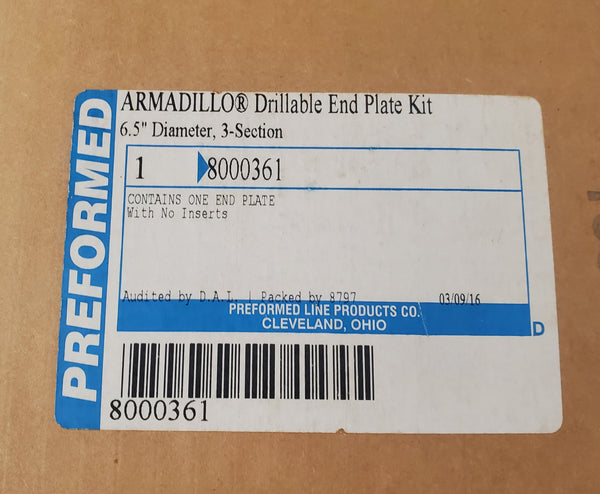 PREFORMED
ARMADILLO® Drillable End Plate Kit
6.5" Diameter, 3-Section
1 8000361
CONTAINS ONE END PLATE
With No Inserts
Audited by D.A.L. | Packed by 8797 03/09/16
PREFORMED LINE PRODUCTS CO.
CLEVELAND, OHIO
D
8000361